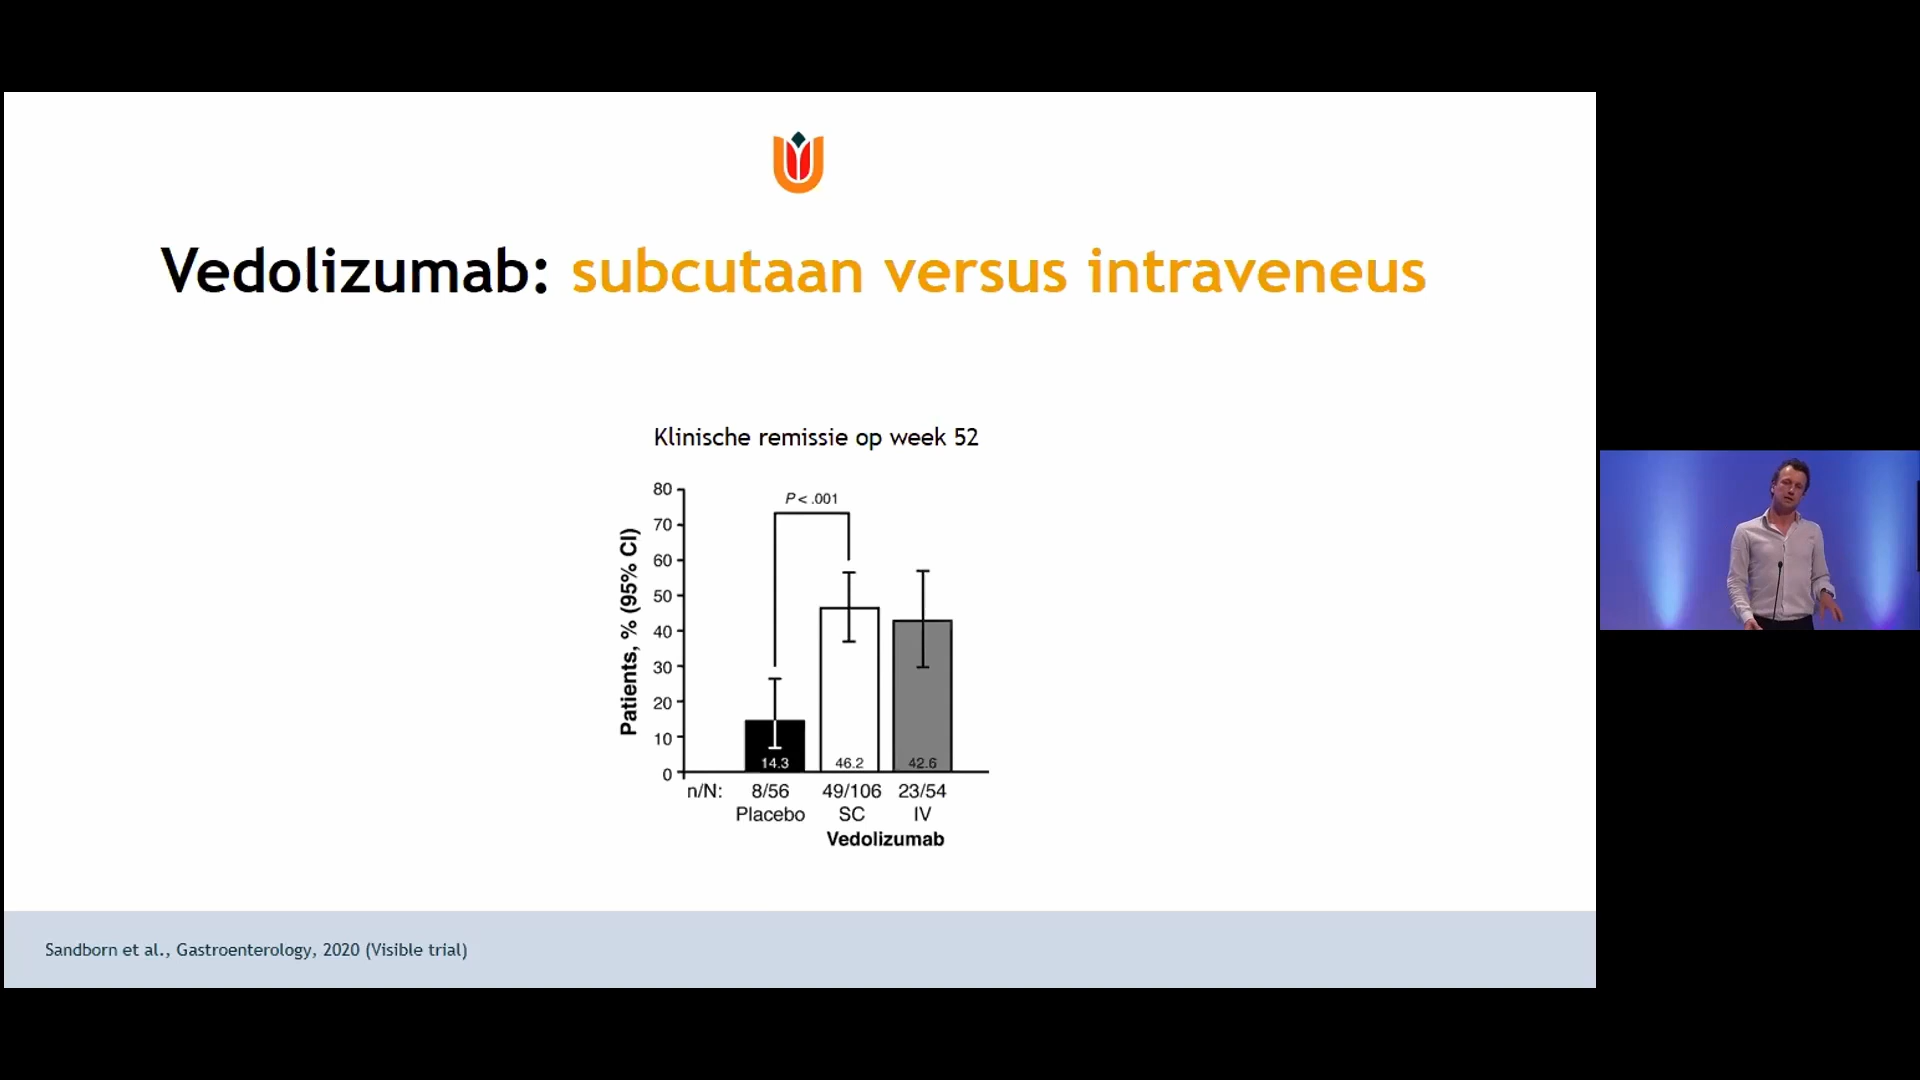 Vedolizumab: subcutaan versus intraveneus
Klinische remissie op week 52
Patients, % (95% CI)
80
70
60
50
40
30
20
10
0
P < .001
14.3 46.2 42.6
n/N: 8/56 49/106 23/54
Placebo SC IV
Vedolizumab
Sandborn et al., Gastroenterology, 2020 (Visible trial)